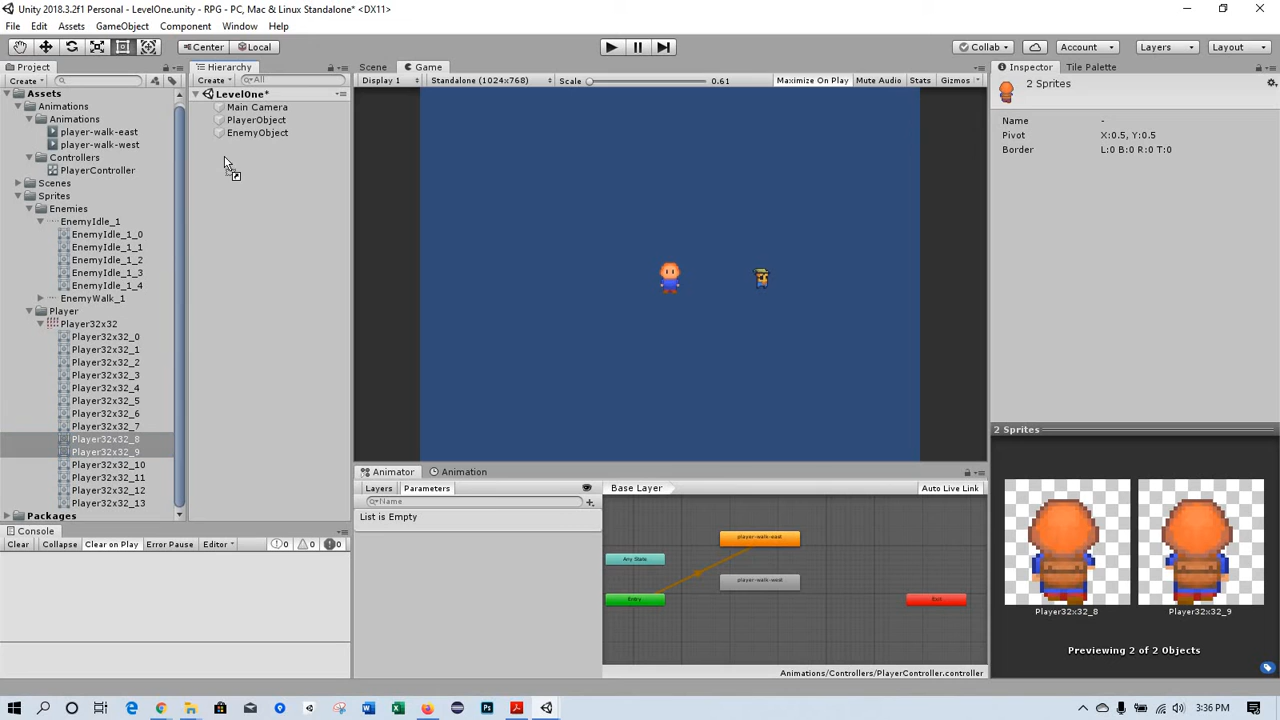 Unity 2018.3.2f1 Personal - LevelOne.unity - RPG - PC, Mac & Linux Standalone* <DX11>
File Edit Assets GameObject Component Window Help
Center Local Collab Account Layers Layout
Project Hierarchy Scene Game Inspector Tile Palette
Create Create All Display 1 Standalone (1024x768) Scale 0.61 Maximize On Play Mute Audio Stats Gizmos 2 Sprites
Assets
Animations
Animations
player-walk-east
player-walk-west
Controllers
PlayerController
Scenes
Sprites
Enemies
EnemyIdle_1
EnemyIdle_1_0
EnemyIdle_1_1
EnemyIdle_1_2
EnemyIdle_1_3
EnemyIdle_1_4
EnemyWalk_1
Player
Player32x32
Player32x32_0
Player32x32_1
Player32x32_2
Player32x32_3
Player32x32_4
Player32x32_5
Player32x32_6
Player32x32_7
Player32x32_8
Player32x32_9
Player32x32_10
Player32x32_11
Player32x32_12
Player32x32_13
Packages
LevelOne*
Main Camera
PlayerObject
EnemyObject
Name -
Pivot X:0.5, Y:0.5
Border L:0 B:0 R:0 T:0
2 Sprites
Player32x32_8 Player32x32_9
Previewing 2 of 2 Objects
Animator Animation
Layers Parameters Base Layer Auto Live Link
Name
List is Empty
player-walk-east
Any State
player-walk-west
Entry
Exit
Animations/Controllers/PlayerController.controller
Console
Clear Collapse Clear on Play Error Pause Editor 0 0 0
3:36 PM